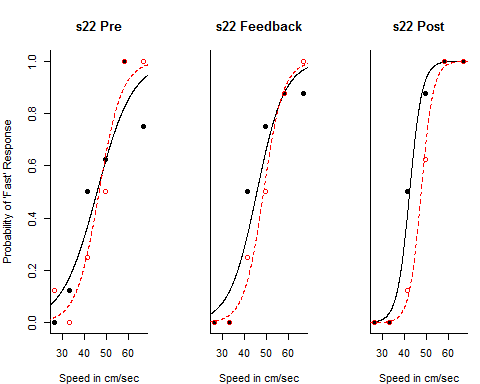 s22 Pre
s22 Feedback
s22 Post
Probability of 'Fast' Response
0.0
0.2
0.4
0.6
0.8
1.0
30 40 50 60
30 40 50 60
30 40 50 60
Speed in cm/sec
Speed in cm/sec
Speed in cm/sec